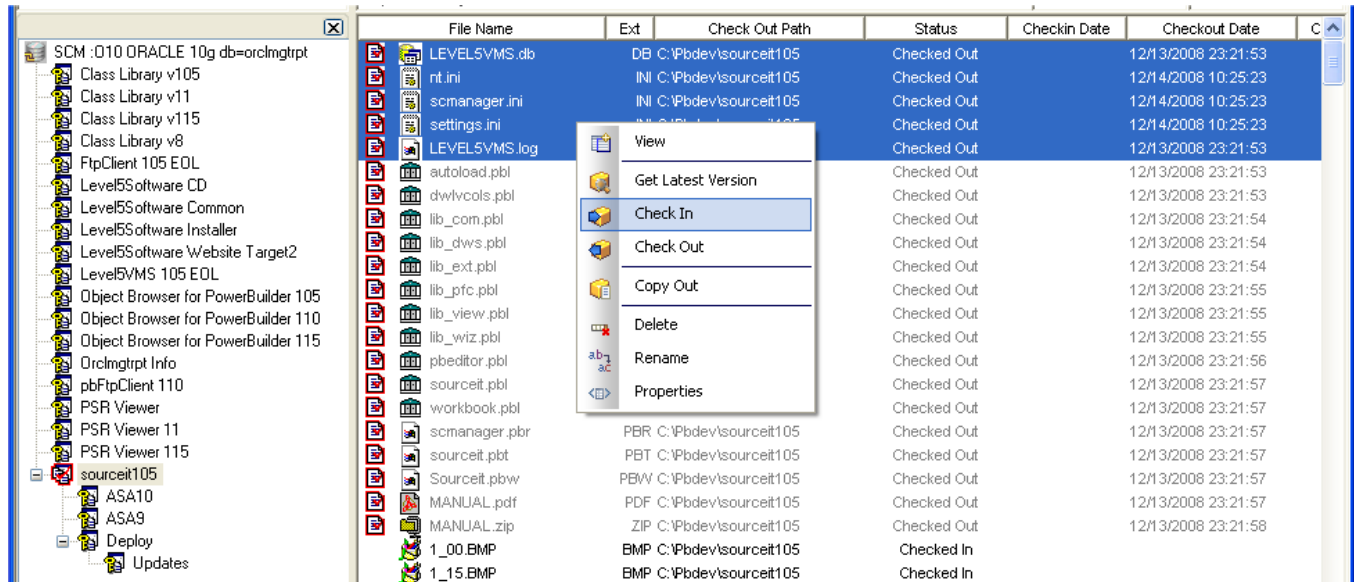 File Name Ext Check Out Path Status Checkin Date Checkout Date C
SCM :O10 ORACLE 10g db=orclmgtrpt
Class Library v105
Class Library v11
Class Library v115
Class Library v8
FtpClient 105 EOL
Level5Software CD
Level5Software Common
Level5Software Installer
Level5Software Website Target2
Level5VMS 105 EOL
Object Browser for PowerBuilder 105
Object Browser for PowerBuilder 110
Object Browser for PowerBuilder 115
Orclmgtrpt Info
pbFtpClient 110
PSR Viewer
PSR Viewer 11
PSR Viewer 115
sourceit105
ASA10
ASA9
Deploy
Updates
LEVEL5VMS.db DB C:\Pbdev\sourceit105 Checked Out 12/13/2008 23:21:53
nt.ini INI C:\Pbdev\sourceit105 Checked Out 12/14/2008 10:25:23
scmanager.ini INI C:\Pbdev\sourceit105 Checked Out 12/14/2008 10:25:23
settings.ini Checked Out 12/14/2008 10:25:23
LEVEL5VMS.log Checked Out 12/13/2008 23:21:53
autoload.pbl Checked Out 12/13/2008 23:21:53
dwlvcols.pbl Checked Out 12/13/2008 23:21:53
lib_com.pbl Checked Out 12/13/2008 23:21:54
lib_dws.pbl Checked Out 12/13/2008 23:21:54
lib_ext.pbl Checked Out 12/13/2008 23:21:54
lib_pfc.pbl Checked Out 12/13/2008 23:21:55
lib_view.pbl Checked Out 12/13/2008 23:21:55
lib_wiz.pbl Checked Out 12/13/2008 23:21:55
pbeditor.pbl Checked Out 12/13/2008 23:21:56
sourceit.pbl Checked Out 12/13/2008 23:21:57
workbook.pbl Checked Out 12/13/2008 23:21:57
scmanager.pbr PBR C:\Pbdev\sourceit105 Checked Out 12/13/2008 23:21:57
sourceit.pbt PBT C:\Pbdev\sourceit105 Checked Out 12/13/2008 23:21:57
Sourceit.pbw PBW C:\Pbdev\sourceit105 Checked Out 12/13/2008 23:21:57
MANUAL.pdf PDF C:\Pbdev\sourceit105 Checked Out 12/13/2008 23:21:57
MANUAL.zip ZIP C:\Pbdev\sourceit105 Checked Out 12/13/2008 23:21:58
1_00.BMP BMP C:\Pbdev\sourceit105 Checked In
1_15.BMP BMP C:\Pbdev\sourceit105 Checked In
View
Get Latest Version
Check In
Check Out
Copy Out
Delete
Rename
Properties